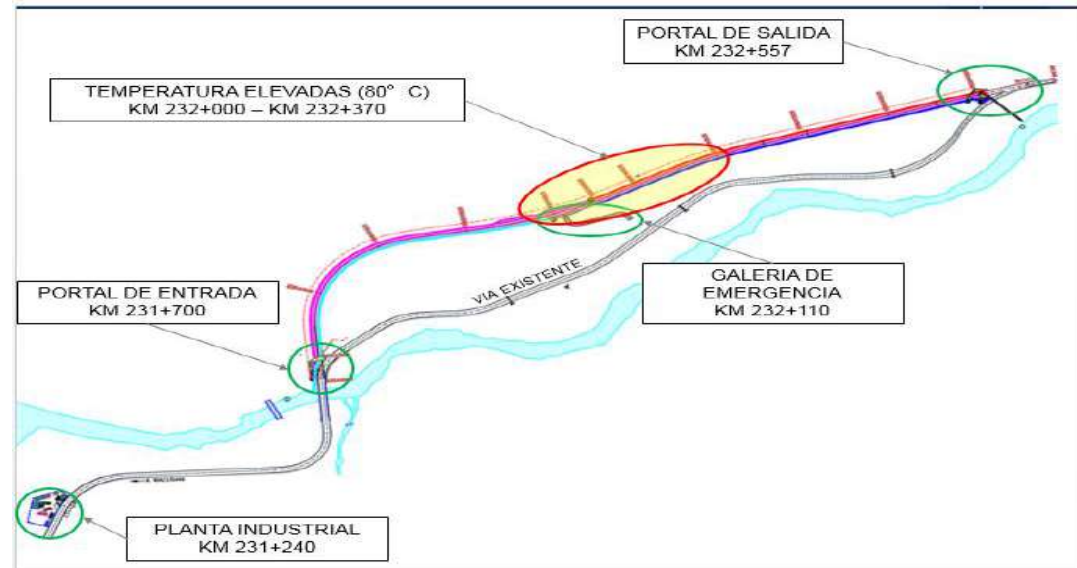 PORTAL DE SALIDA
KM 232+557
TEMPERATURA ELEVADAS (80° C)
KM 232+000 – KM 232+370
PORTAL DE ENTRADA
KM 231+700
VIA EXISTENTE
GALERIA DE
EMERGENCIA
KM 232+110
PLANTA INDUSTRIAL
KM 231+240